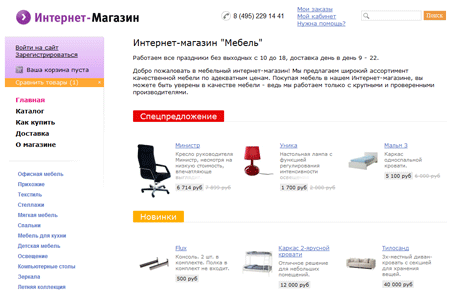 Интернет-Магазин
8 (495) 229 14 41
Мои заказы
Мой кабинет
Нужна помощь?
Поиск
Войти на сайт
Зарегистрироваться
Ваша корзина пуста
Сравнить товары (1)
Главная
Каталог
Как купить
Доставка
О магазине
Офисная мебель
Прихожие
Текстиль
Стеллажи
Мягкая мебель
Спальни
Мебель для кухни
Детская мебель
Освещение
Компьютерные столы
Зеркала
Летняя коллекция
Интернет-магазин "Мебель"
Работаем все праздники без выходных с 10 до 18, доставка день в день 9 - 22.
Добро пожаловать в мебельный интернет-магазин! Мы предлагаем широкий ассортимент
качественной мебели по адекватным ценам. Покупая мебель в нашем Интернет-магазине, вы
можете быть уверены в качестве мебели - ведь мы работаем только с крупными и проверенными
производителями.
Спецпредложение
Министр
Кресло руководителя
Министр, несмотря на
низкую стоимость,
впечатляюще
6 714 руб 7 459 руб
Уника
Настольная лампа с
функцией
регулирования
интенсивности
1 700 руб 2 000 руб
Мальм 3
Каркас
односпальной
кровати.
5 100 руб 6 000 руб
Новинки
Flux
Консоль: 2 шт. в
комплекте. Полка в
комплект не входит.
500 руб
Каркас 2-ярусной
кровати
Отличное решение
для небольших
помещений.
12 000 руб
Тилосанд
3х-местный диван-
кровать с секцией
для хранения
вещей.
40 000 руб